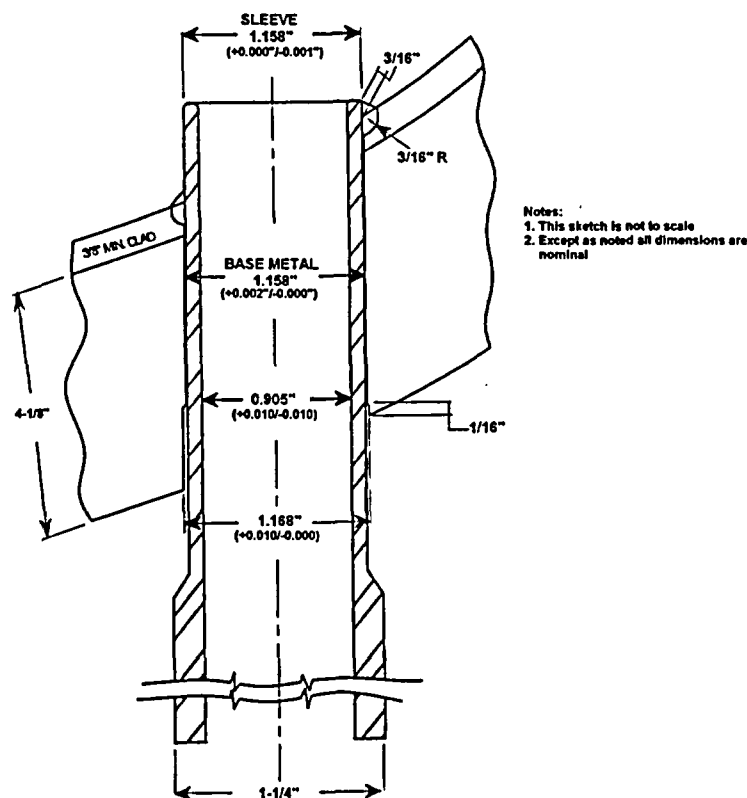 SLEEVE
1.158"
(+0.000"/-0.001")
3/16"
3/16" R
3/8" MIN. CLAD
Notes:
1. This sketch is not to scale
2. Except as noted all dimensions are
nominal
BASE METAL
1.158"
(+0.002"/-0.000")
4-1/8"
0.905"
(+0.010/-0.010)
1/16"
1.168"
(+0.010/-0.000)
1-1/4"